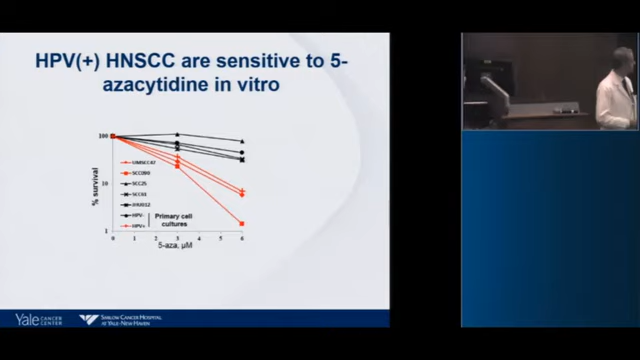 HPV(+) HNSCC are sensitive to 5-
azacytidine in vitro
100
10
1
% survival
UMSCC47
SCC090
SCC25
SCC61
HPV-
HPV+
Primary cell
cultures
0
1
2
3
4
5
6
5-aza, µM
Yale
CANCER
CENTER
SMILOW CANCER HOSPITAL
AT YALE-NEW HAVEN